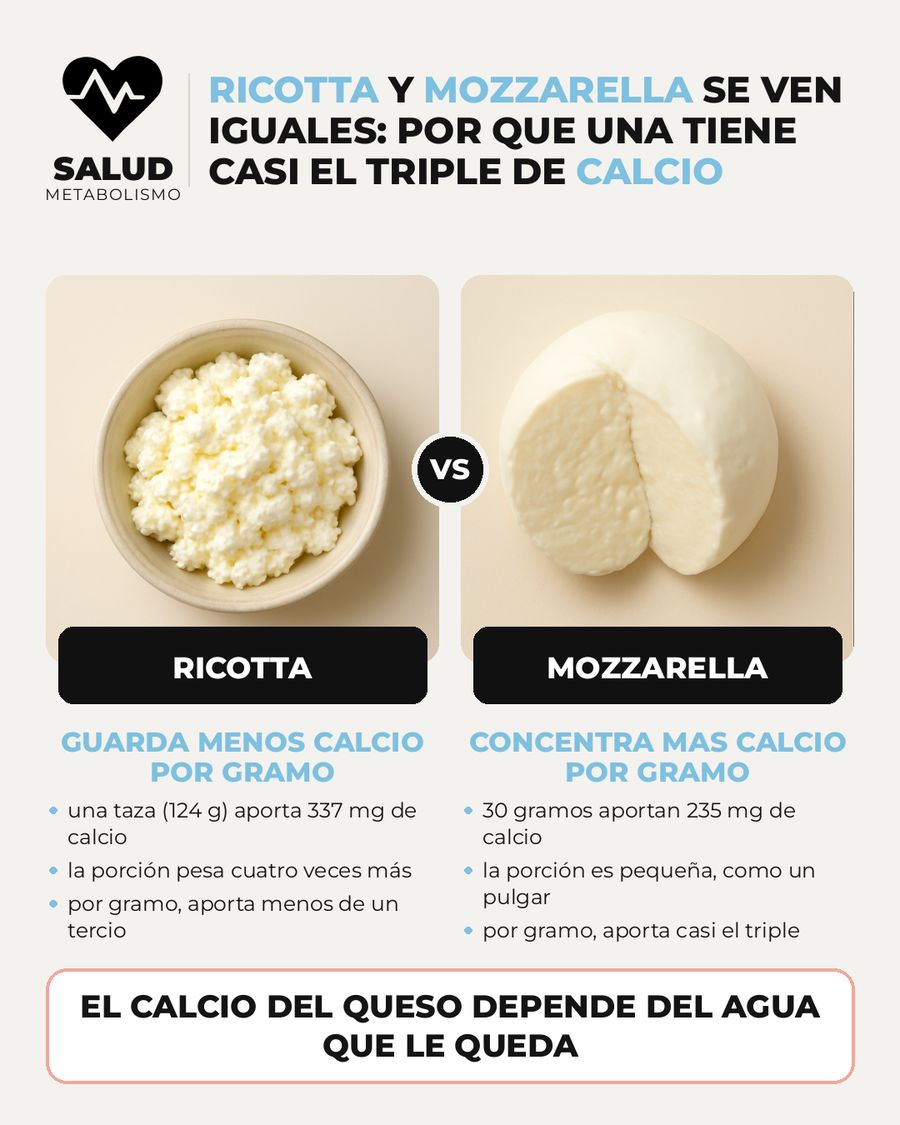 SALUD
METABOLISMO
RICOTTA Y MOZZARELLA SE VEN
IGUALES: POR QUE UNA TIENE
CASI EL TRIPLE DE CALCIO
VS
RICOTTA
MOZZARELLA
GUARDA MENOS CALCIO
POR GRAMO
• una taza (124 g) aporta 337 mg de
calcio
• la porción pesa cuatro veces más
• por gramo, aporta menos de un
tercio
CONCENTRA MAS CALCIO
POR GRAMO
• 30 gramos aportan 235 mg de
calcio
• la porción es pequeña, como un
pulgar
• por gramo, aporta casi el triple
EL CALCIO DEL QUESO DEPENDE DEL AGUA
QUE LE QUEDA